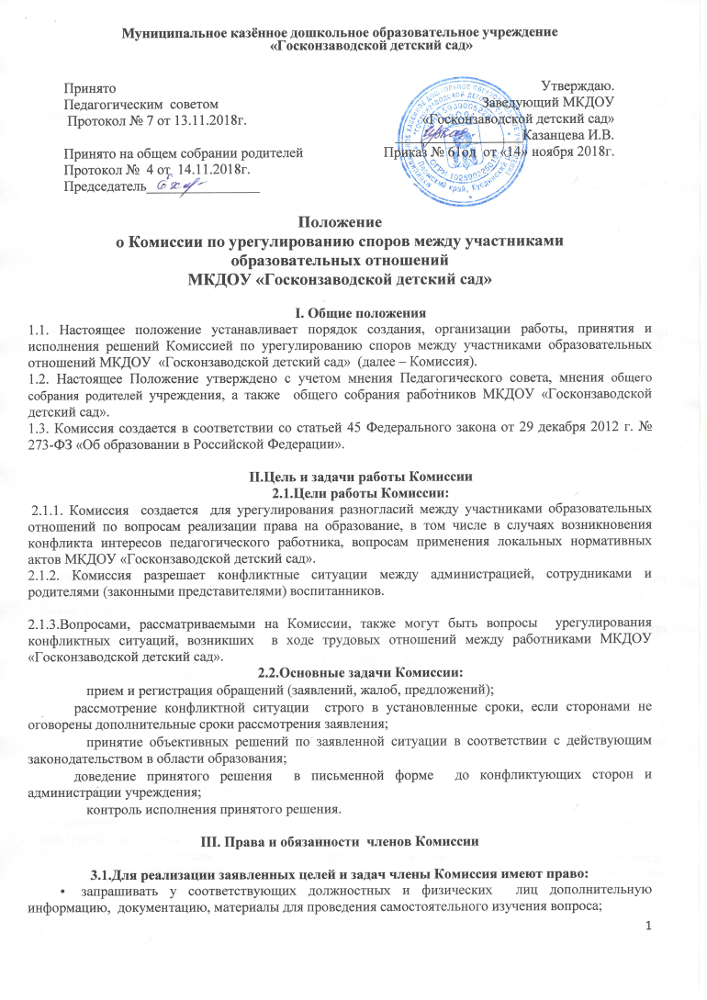 Муниципальное казённое дошкольное образовательное учреждение
«Госконзаводской детский сад»
Принято
Педагогическим советом
Протокол № 7 от 13.11.2018г.
Принято на общем собрании родителей
Протокол № 4 от 14.11.2018г.
Председатель_______________
Утверждаю.
Заведующий МКДОУ
«Госконзаводской детский сад»
Казанцева И.В.
Приказ № 61од от «14» ноября 2018г.
Положение
о Комиссии по урегулированию споров между участниками
образовательных отношений
МКДОУ «Госконзаводской детский сад»
I. Общие положения
1.1. Настоящее положение устанавливает порядок создания, организации работы, принятия и
исполнения решений Комиссией по урегулированию споров между участниками образовательных
отношений МКДОУ «Госконзаводской детский сад» (далее – Комиссия).
1.2. Настоящее Положение утверждено с учетом мнения Педагогического совета, мнения общего
собрания родителей учреждения, а также общего собрания работников МКДОУ «Госконзаводской
детский сад».
1.3. Комиссия создается в соответствии со статьей 45 Федерального закона от 29 декабря 2012 г. №
273-ФЗ «Об образовании в Российской Федерации».
II.Цель и задачи работы Комиссии
2.1.Цели работы Комиссии:
2.1.1. Комиссия создается для урегулирования разногласий между участниками образовательных
отношений по вопросам реализации права на образование, в том числе в случаях возникновения
конфликта интересов педагогического работника, вопросам применения локальных нормативных
актов МКДОУ «Госконзаводской детский сад».
2.1.2. Комиссия разрешает конфликтные ситуации между администрацией, сотрудниками и
родителями (законными представителями) воспитанников.
2.1.3.Вопросами, рассматриваемыми на Комиссии, также могут быть вопросы урегулирования
конфликтных ситуаций, возникших в ходе трудовых отношений между работниками МКДОУ
«Госконзаводской детский сад».
2.2.Основные задачи Комиссии:
прием и регистрация обращений (заявлений, жалоб, предложений);
рассмотрение конфликтной ситуации строго в установленные сроки, если сторонами не
оговорены дополнительные сроки рассмотрения заявления;
принятие объективных решений по заявленной ситуации в соответствии с действующим
законодательством в области образования;
доведение принятого решения в письменной форме до конфликтующих сторон и
администрации учреждения;
контроль исполнения принятого решения.
III. Права и обязанности членов Комиссии
3.1.Для реализации заявленных целей и задач члены Комиссия имеют право:
• запрашивать у соответствующих должностных и физических лиц дополнительную
информацию, документацию, материалы для проведения самостоятельного изучения вопроса;
1